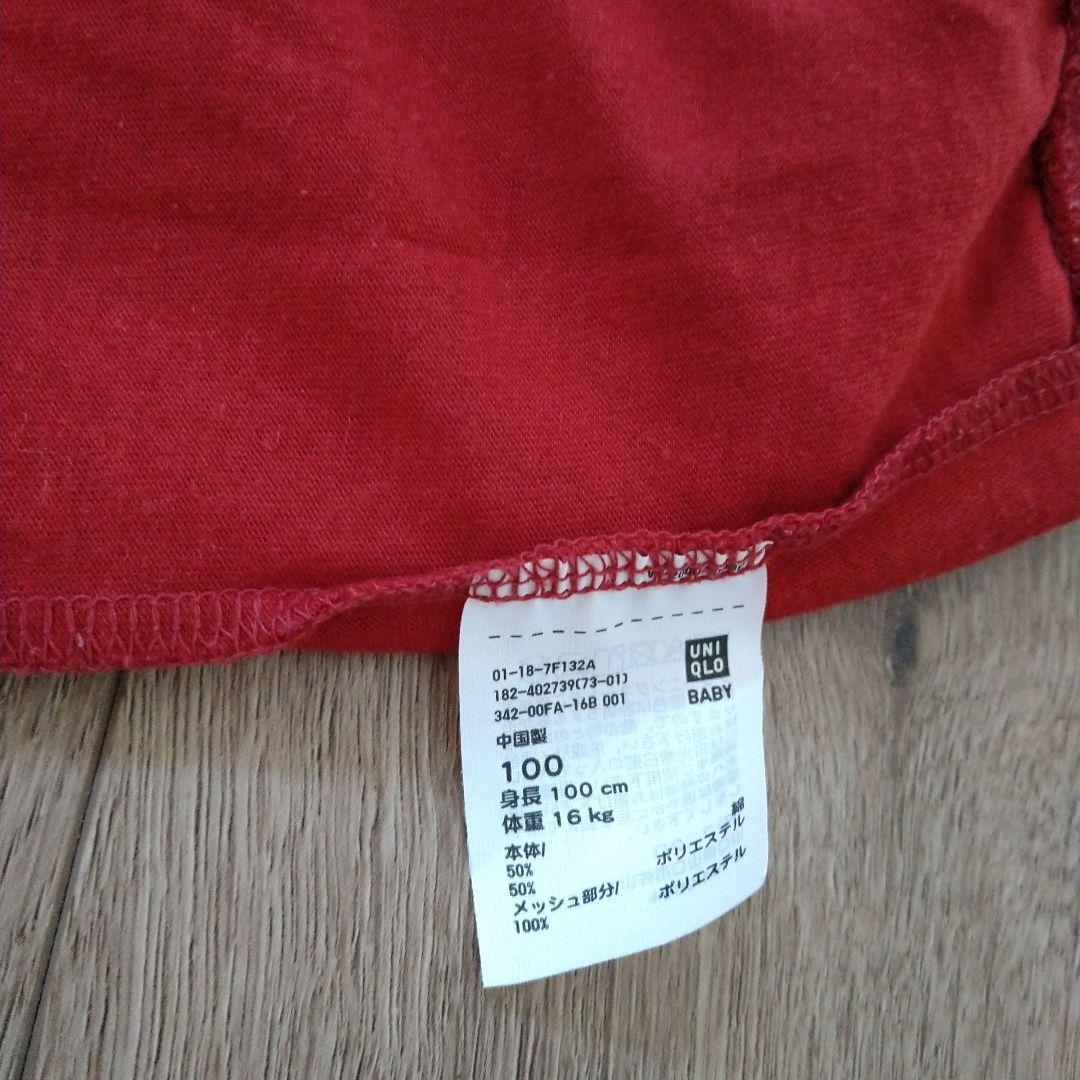 01-18-7F132A
182-402739(73-01)
342-00FA-16B 001
UNI
QLO
BABY
中国製
100
身長 100 cm
体重 16 kg
本体/
50% 綿
50% ポリエステル
メッシュ部分/
100% ポリエステル